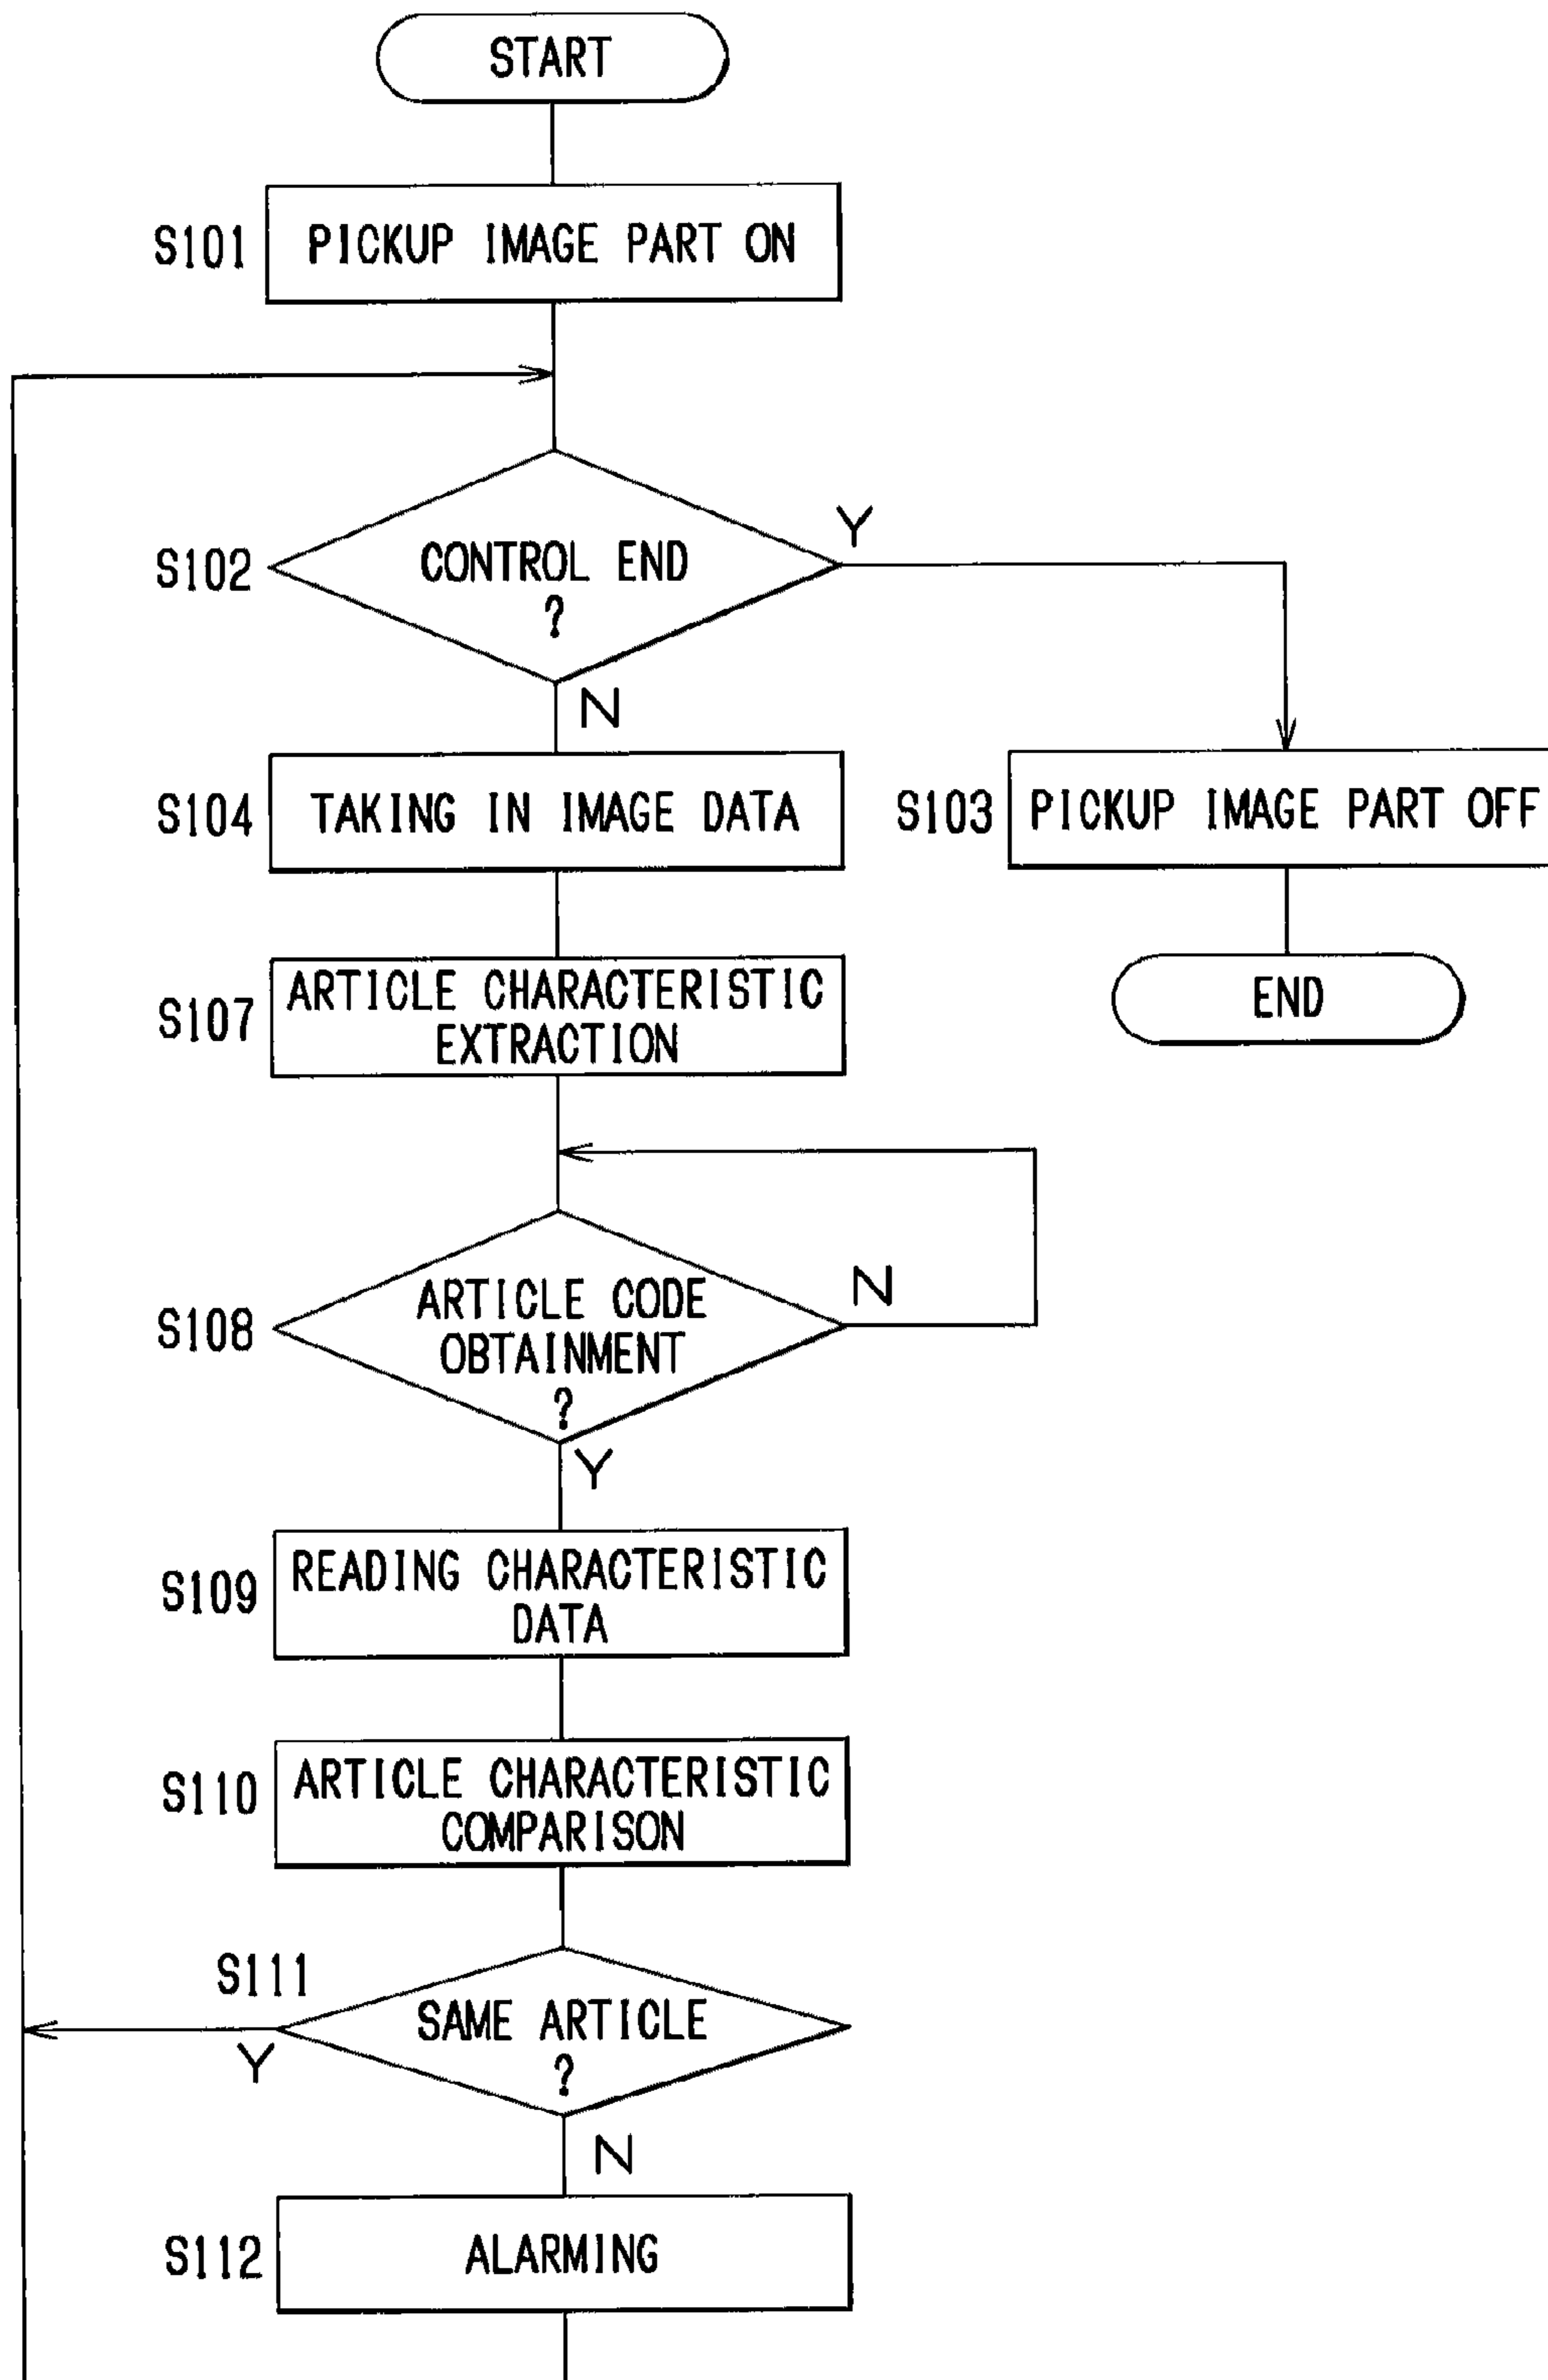 START
S101
PICKUP IMAGE PART ON
S102
CONTROL END
?
Y
N
S104
TAKING IN IMAGE DATA
S103
PICKUP IMAGE PART OFF
S107
ARTICLE CHARACTERISTIC
EXTRACTION
END
S108
ARTICLE CODE
OBTAINMENT
?
N
Y
S109
READING CHARACTERISTIC
DATA
S110
ARTICLE CHARACTERISTIC
COMPARISON
S111
SAME ARTICLE
?
Y
N
S112
ALARMING